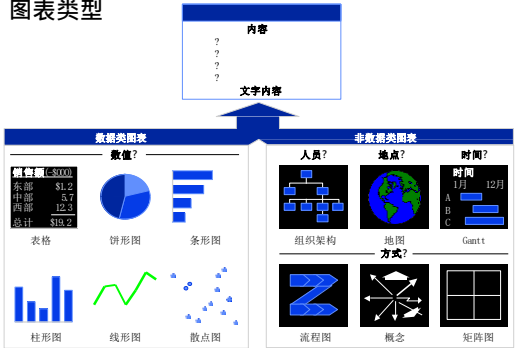 图表类型
内容
?
?
?
?
文字内容
数据类图表
数值?
销售额(-$000)
东部 $1.2
中部 5.7
西部 12.3
总计 $19.2
表格
饼形图
条形图
柱形图
线形图
散点图
非数据类图表
人员?
地点?
时间?
时间
1月 12月
A
B
C
组织架构
地图
Gantt
方式?
流程图
概念
矩阵图